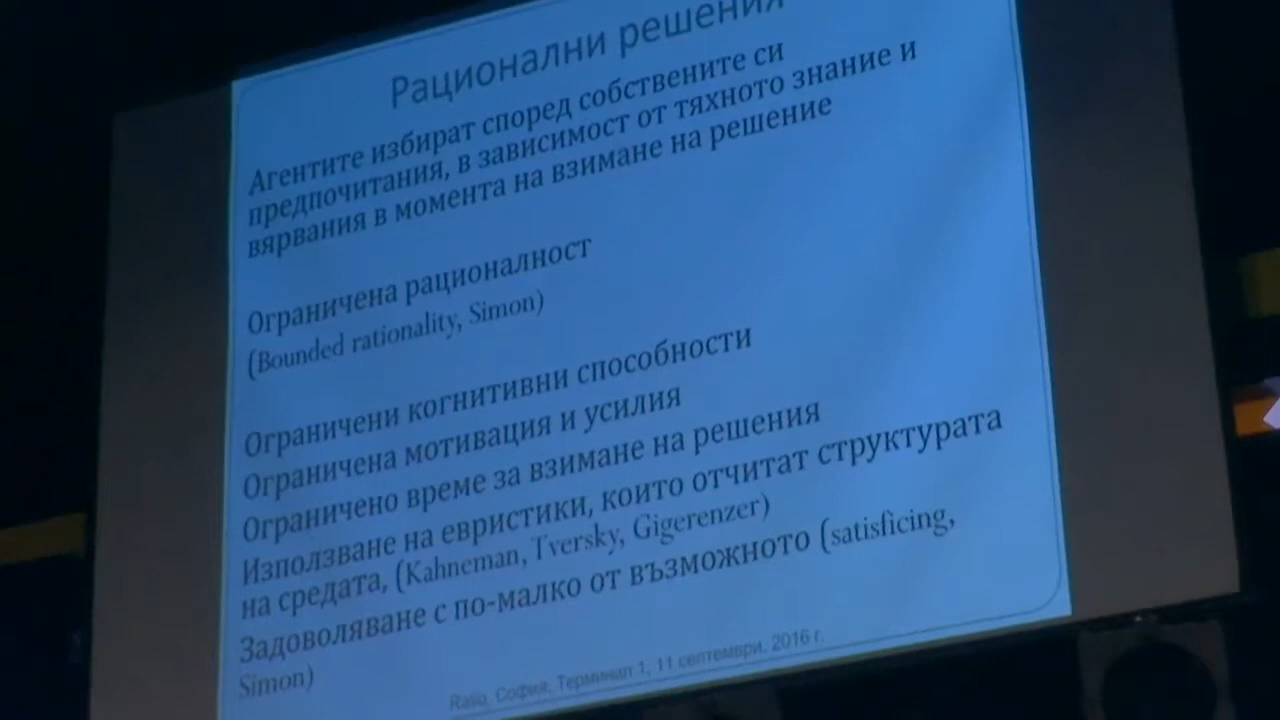 Рационални решения
Агентите избират според собствените си
предпочитания, в зависимост от тяхното знание и
вярвания в момента на взимане на решение
Ограничена рационалност
(Bounded rationality, Simon)
Ограничени когнитивни способности
Ограничена мотивация и усилия
Ограничено време за взимане на решения
Използване на евристики, които отчитат структурата
на средата, (Kahneman, Tversky, Gigerenzer)
Задоволяване с по-малко от възможното (satisficing,
Simon)
Ratio, София, Терминал 1, 11 септември, 2016 г.